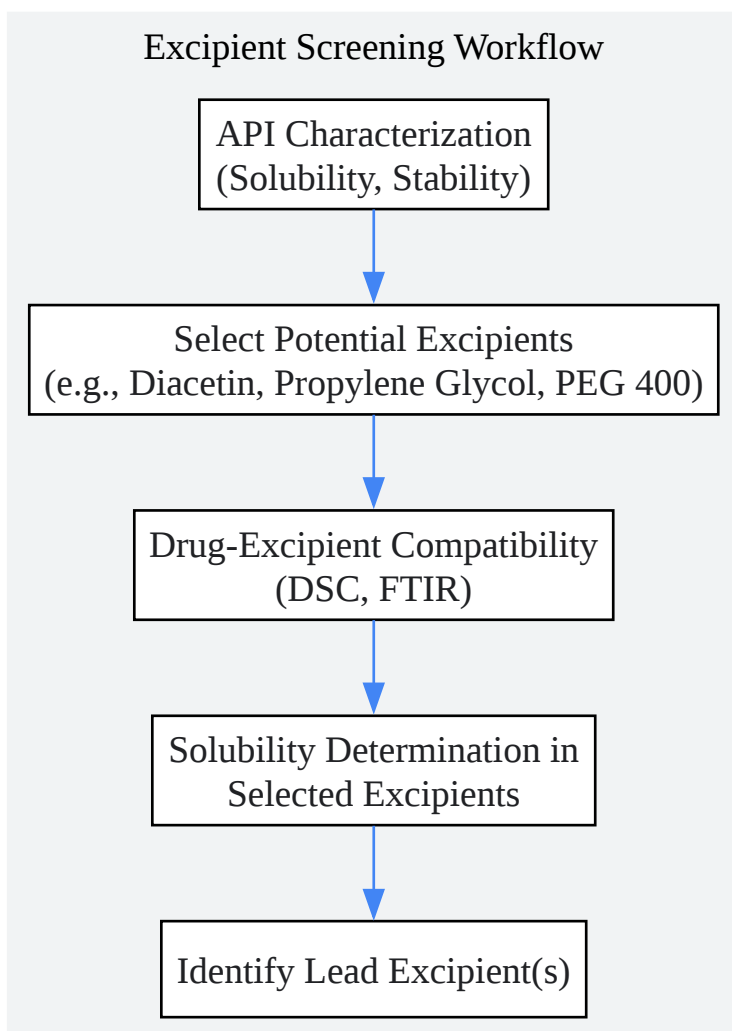 Excipient Screening Workflow
API Characterization
(Solubility, Stability)
Select Potential Excipients
(e.g., Diacetin, Propylene Glycol, PEG 400)
Drug-Excipient Compatibility
(DSC, FTIR)
Solubility Determination in
Selected Excipients
Identify Lead Excipient(s)